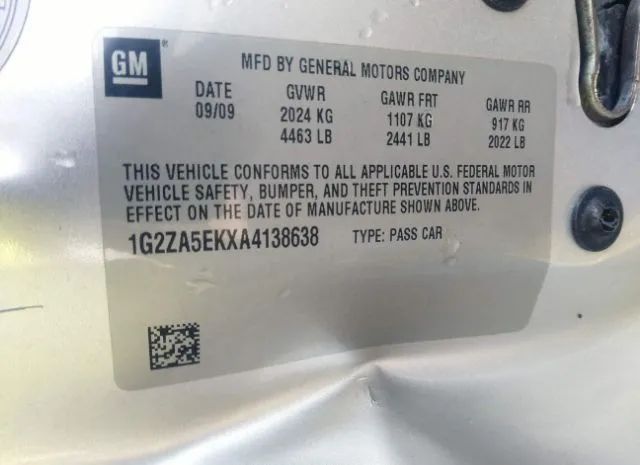 GM ®
MFD BY GENERAL MOTORS COMPANY
DATE GVWR GAWR FRT GAWR RR
09/09 2024 KG 1107 KG 917 KG
4463 LB 2441 LB 2022 LB
THIS VEHICLE CONFORMS TO ALL APPLICABLE U.S. FEDERAL MOTOR
VEHICLE SAFETY, BUMPER, AND THEFT PREVENTION STANDARDS IN
EFFECT ON THE DATE OF MANUFACTURE SHOWN ABOVE.
1G2ZA5EKXA4138638 TYPE: PASS CAR